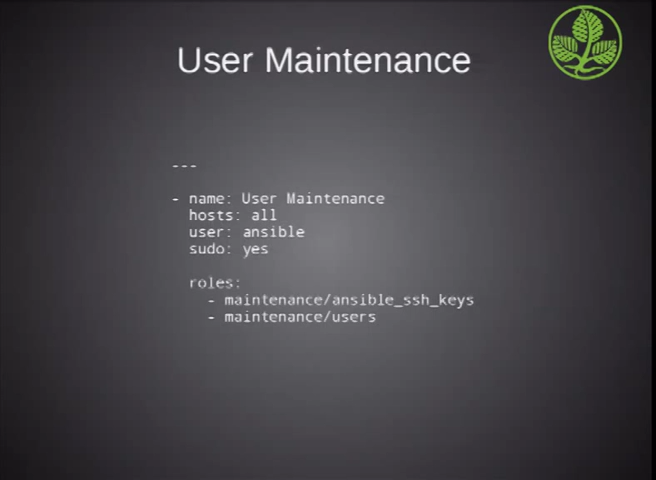 User Maintenance
---
- name: User Maintenance
hosts: all
user: ansible
sudo: yes
roles:
- maintenance/ansible_ssh_keys
- maintenance/users